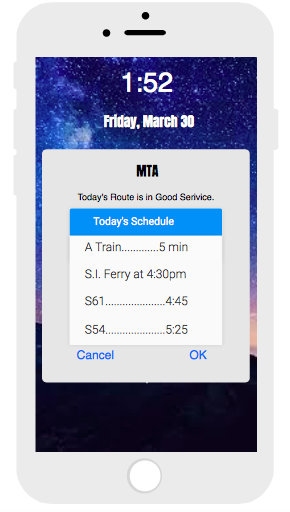 1:52
Friday, March 30
MTA
Today's Route is in Good Serivice.
Today's Schedule
A Train.............5 min
S.I. Ferry at 4:30pm
S61.....................4:45
S54.....................5:25
Cancel OK